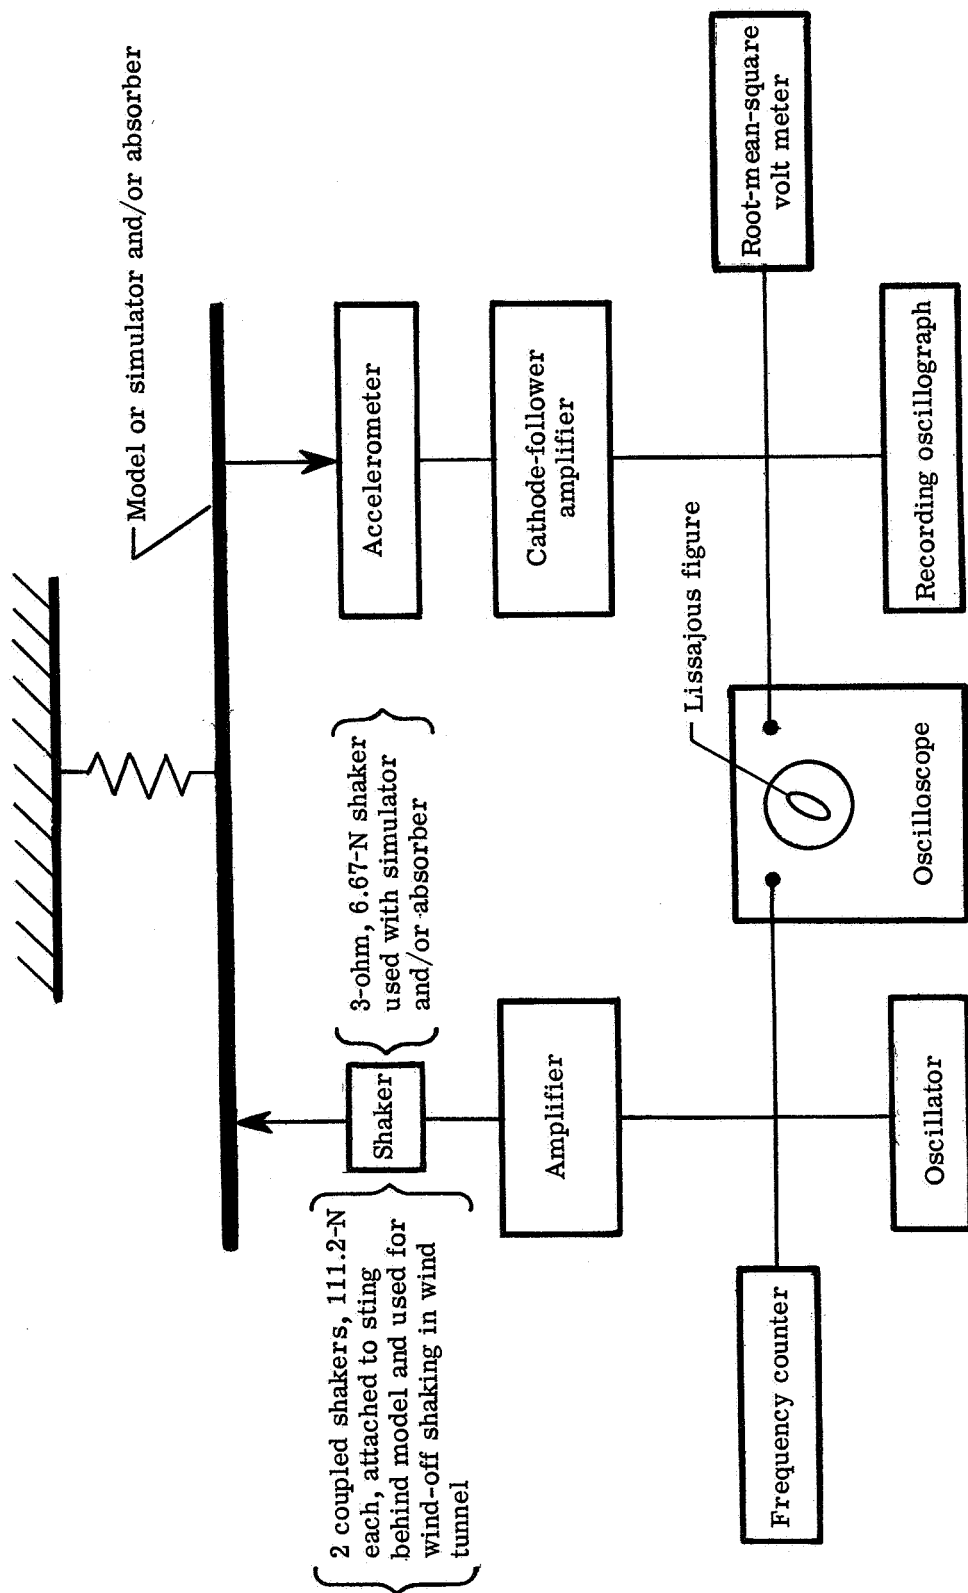 Model or simulator and/or absorber
2 coupled shakers, 111.2-N
each, attached to sting
behind model and used for
wind-off shaking in wind
tunnel
Shaker
3-ohm, 6.67-N shaker
used with simulator
and/or absorber
Accelerometer
Amplifier
Cathode-follower
amplifier
Lissajous figure
Frequency counter
Root-mean-square
volt meter
Oscillator
Oscilloscope
Recording oscillograph